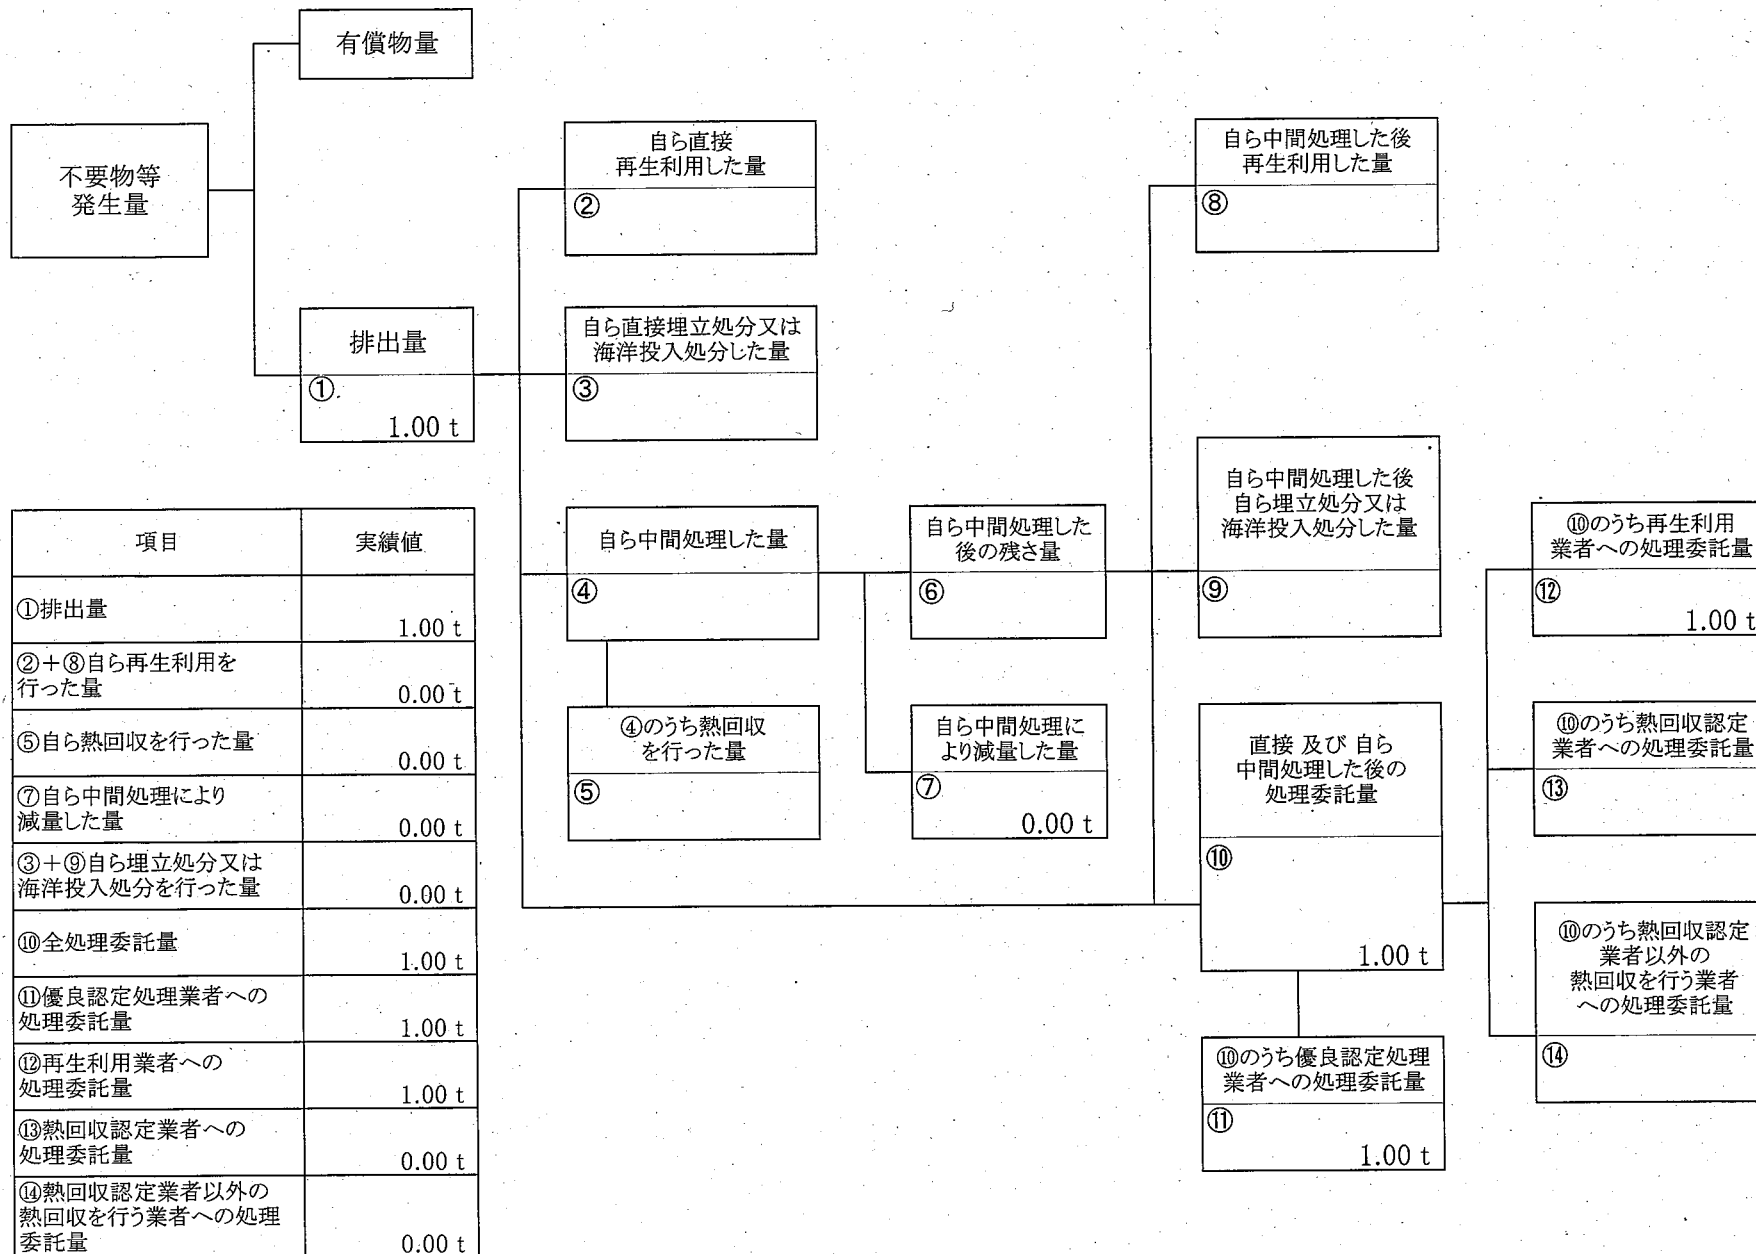 有償物量
不要物等
発生量
排出量
①
1.00 t
自ら直接
再生利用した量
②
自ら直接埋立処分又は
海洋投入処分した量
③
自ら中間処理した量
④
④のうち熱回収
を行った量
⑤
自ら中間処理した
後の残さ量
⑥
自ら中間処理に
より減量した量
⑦
0.00 t
自ら中間処理した後
再生利用した量
⑧
自ら中間処理した後
自ら埋立処分又は
海洋投入処分した量
⑨
直接 及び 自ら
中間処理した後の
処理委託量
⑩
1.00 t
⑩のうち優良認定処理
業者への処理委託量
⑪
1.00 t
⑩のうち再生利用
業者への処理委託量
⑫
1.00 t
⑩のうち熱回収認定
業者への処理委託量
⑬
⑩のうち熱回収認定
業者以外の
熱回収を行う業者
への処理委託量
⑭
項目 実績値
①排出量 1.00 t
②+⑧自ら再生利用を
行った量 0.00 t
⑤自ら熱回収を行った量 0.00 t
⑦自ら中間処理により
減量した量 0.00 t
③+⑨自ら埋立処分又は
海洋投入処分を行った量 0.00 t
⑩全処理委託量 1.00 t
⑪優良認定処理業者への
処理委託量 1.00 t
⑫再生利用業者への
処理委託量 1.00 t
⑬熱回収認定業者への
処理委託量 0.00 t
⑭熱回収認定業者以外の
熱回収を行う業者への処理
委託量 0.00 t